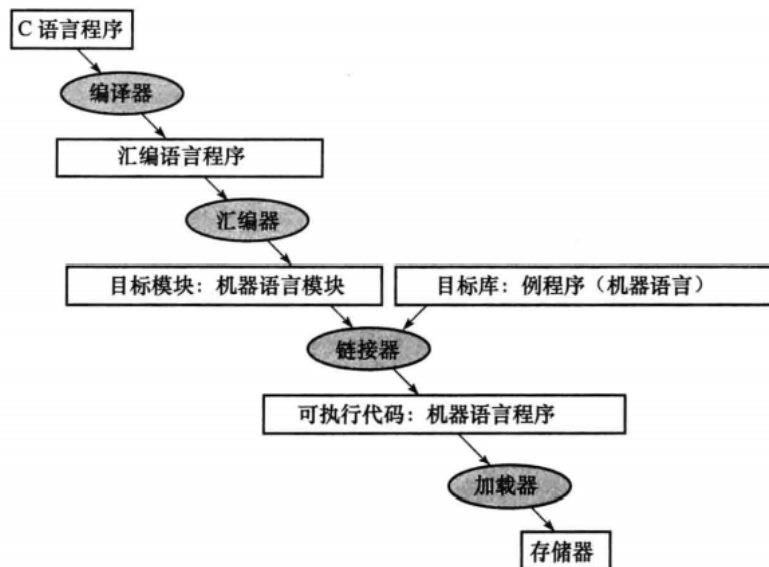 C 语言程序
编译器
汇编语言程序
汇编器
目标模块：机器语言模块
目标库：例程序（机器语言）
链接器
可执行代码：机器语言程序
加载器
存储器